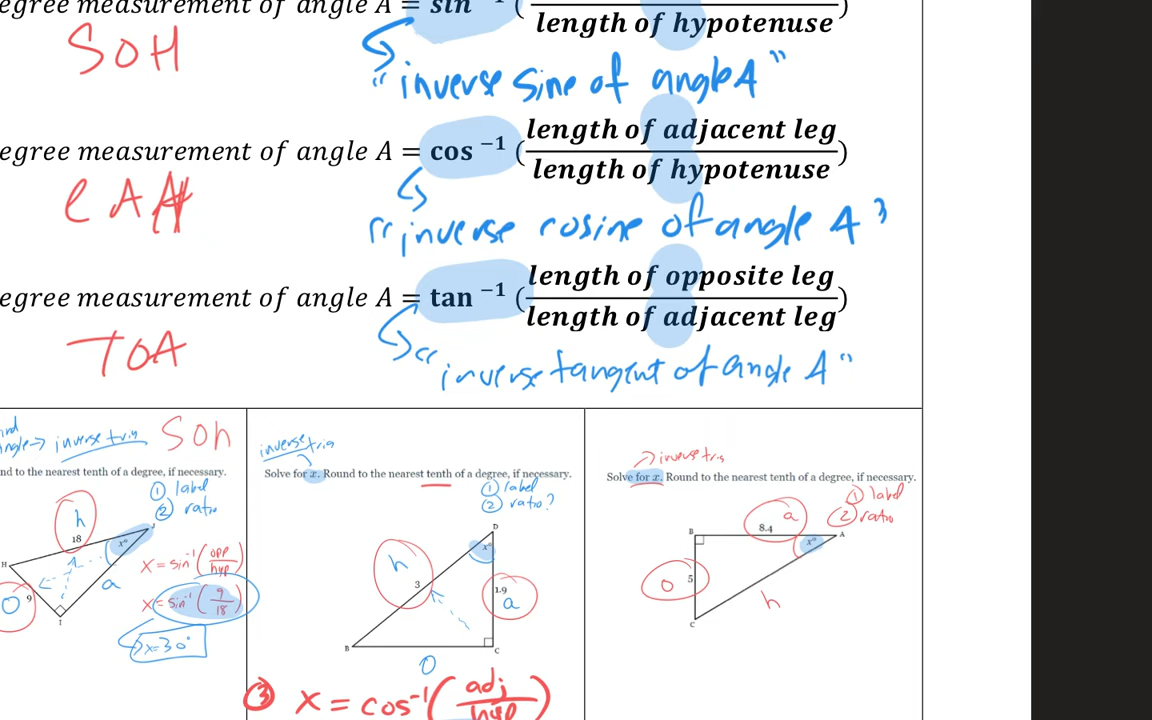 egree measurement of angle A = sin⁻¹ (
length of hypotenuse )
SOH
"inverse sine of angle A"
egree measurement of angle A = cos ⁻¹ (length of adjacent leg / length of hypotenuse)
CAH
"inverse cosine of angle A"
egree measurement of angle A = tan ⁻¹ (length of opposite leg / length of adjacent leg)
TOA
"inverse tangent of angle A"
ngle → inverse trig
Soh
nd to the nearest tenth of a degree, if necessary.
① label
② ratio
h
18
x°
H
O
9
a
I
x = sin⁻¹(opp/hyp)
x = sin⁻¹(9/18)
x = 30°
inverse trig
Solve for x. Round to the nearest tenth of a degree, if necessary.
① label
② ratio?
D
x°
h
3
1.9
a
B
C
O
③ x = cos⁻¹(adj/hyp)
→ inverse trig
Solve for x. Round to the nearest tenth of a degree, if necessary.
① label
② ratio
a
8.4
B
A
x°
O
5
h
C